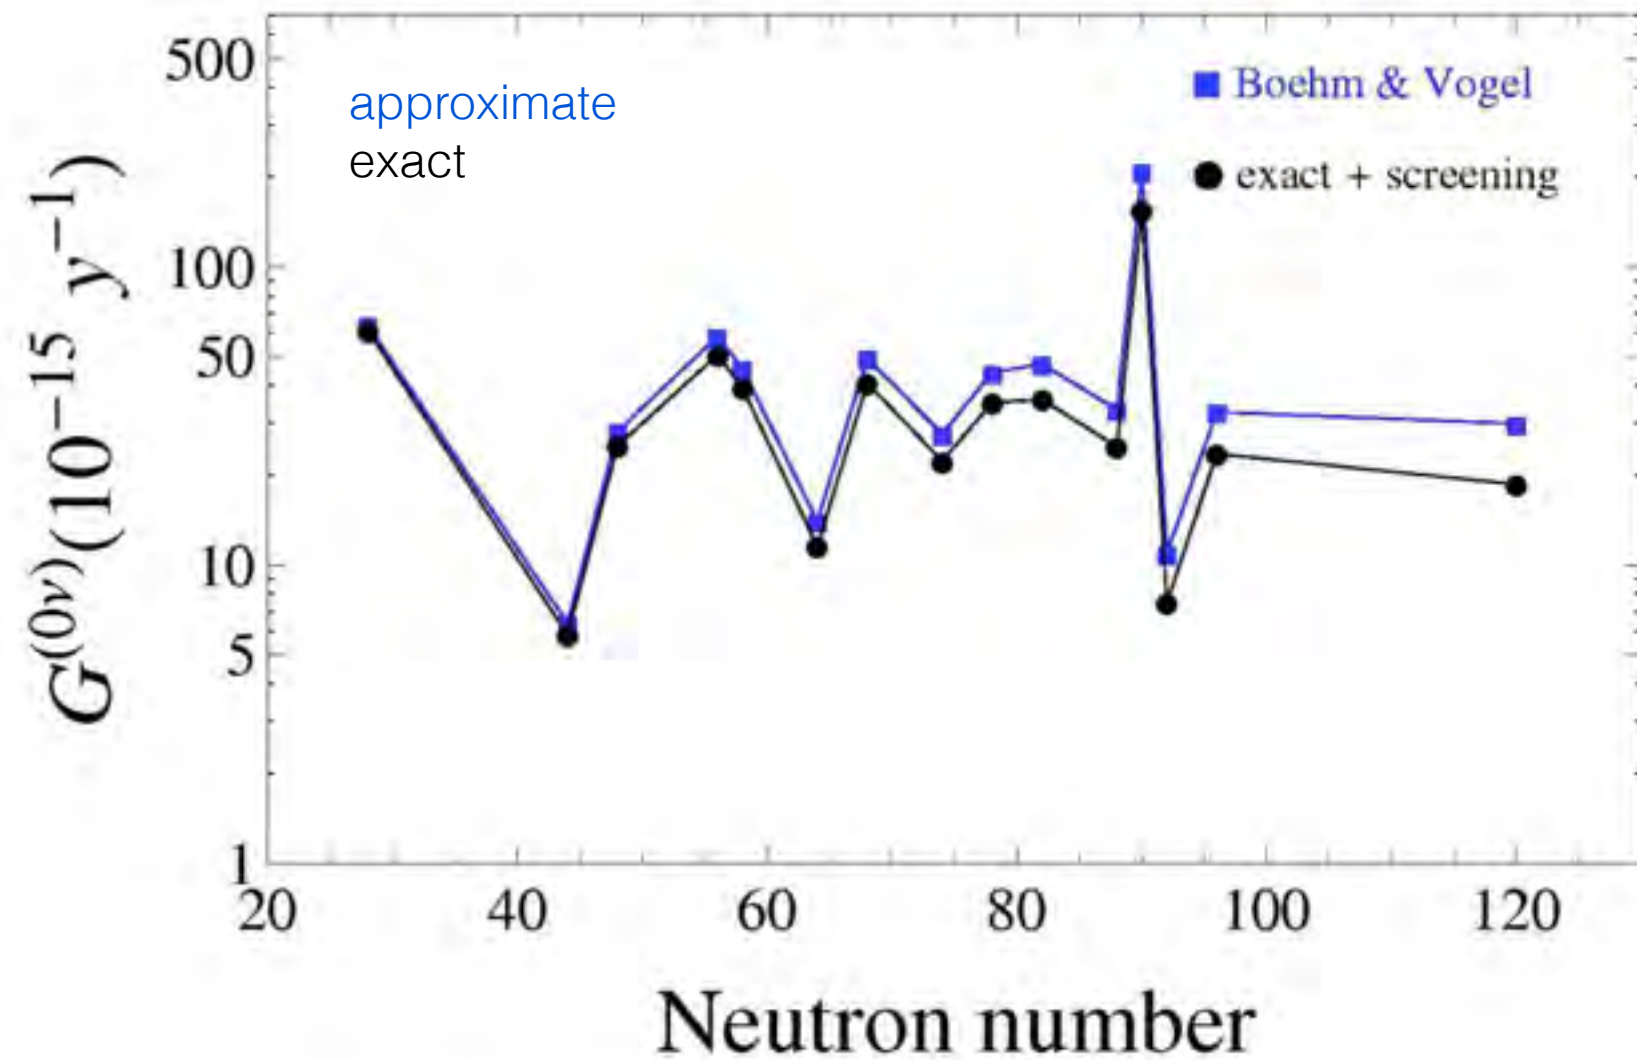 500
100
50
10
5
1
G^(0ν)(10^−15 y^−1)
approximate
exact
Boehm & Vogel
exact + screening
20 40 60 80 100 120
Neutron number